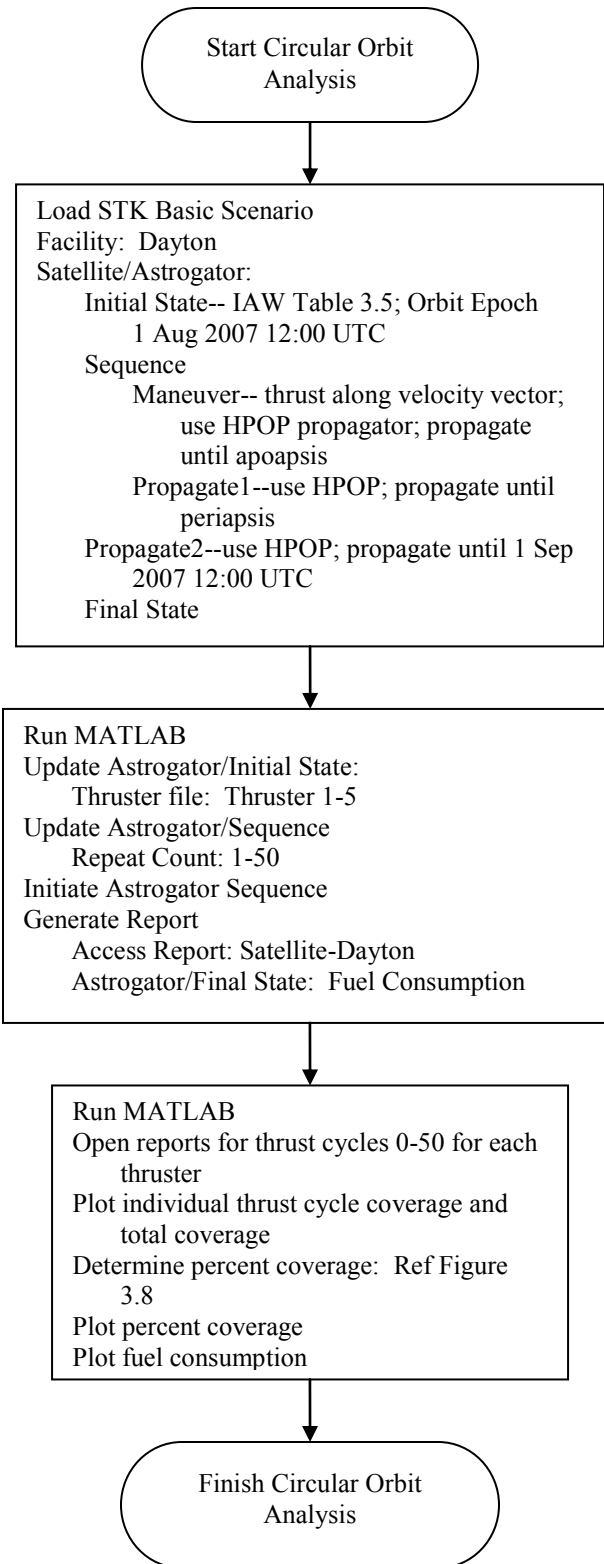 Start Circular Orbit
Analysis
Load STK Basic Scenario
Facility: Dayton
Satellite/Astrogator:
Initial State-- IAW Table 3.5; Orbit Epoch
1 Aug 2007 12:00 UTC
Sequence
Maneuver-- thrust along velocity vector;
use HPOP propagator; propagate
until apoapsis
Propagate1--use HPOP; propagate until
periapsis
Propagate2--use HPOP; propagate until 1 Sep
2007 12:00 UTC
Final State
Run MATLAB
Update Astrogator/Initial State:
Thruster file: Thruster 1-5
Update Astrogator/Sequence
Repeat Count: 1-50
Initiate Astrogator Sequence
Generate Report
Access Report: Satellite-Dayton
Astrogator/Final State: Fuel Consumption
Run MATLAB
Open reports for thrust cycles 0-50 for each
thruster
Plot individual thrust cycle coverage and
total coverage
Determine percent coverage: Ref Figure
3.8
Plot percent coverage
Plot fuel consumption
Finish Circular Orbit
Analysis